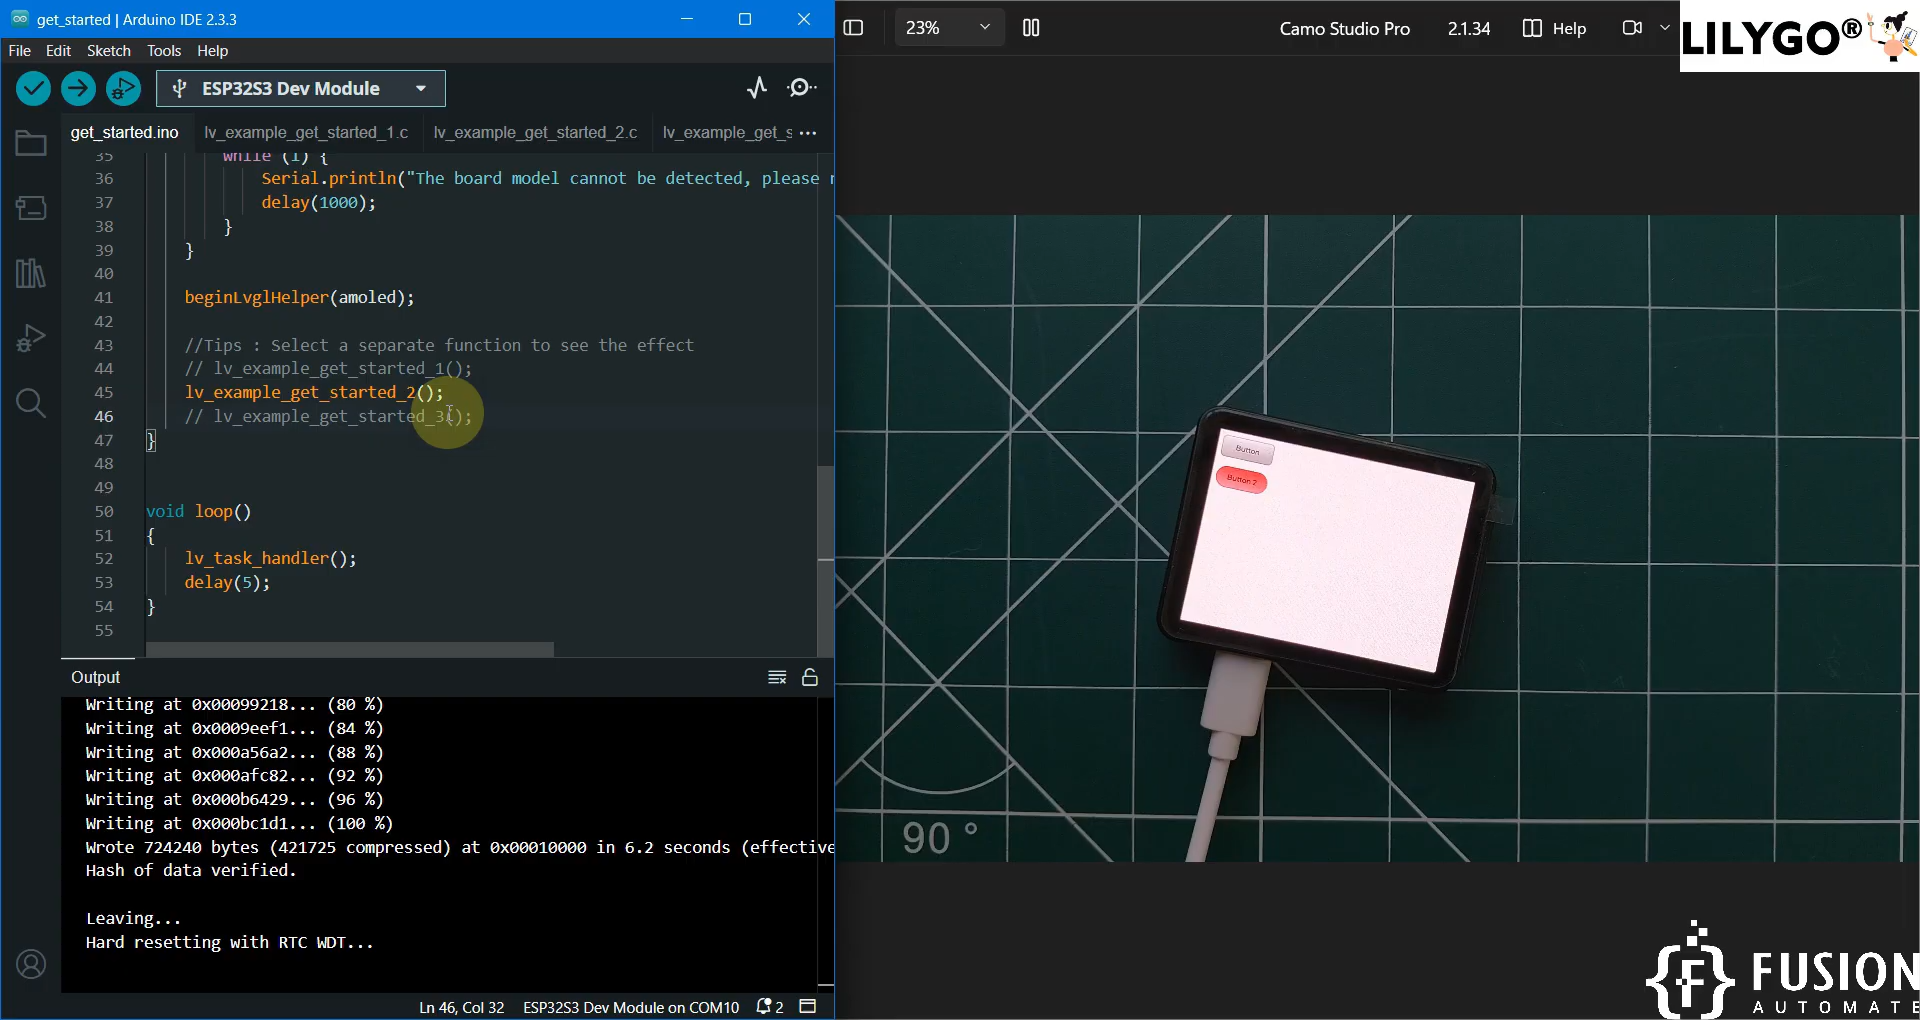 get_started | Arduino IDE 2.3.3
File Edit Sketch Tools Help
ESP32S3 Dev Module
get_started.ino lv_example_get_started_1.c lv_example_get_started_2.c lv_example_get_s ...
35 while (1) {
36 Serial.println("The board model cannot be detected, please
37 delay(1000);
38 }
39 }
40
41 beginLvglHelper(amoled);
42
43 //Tips : Select a separate function to see the effect
44 // lv_example_get_started_1();
45 lv_example_get_started_2();
46 // lv_example_get_started_3();
47 }
48
49
50 void loop()
51 {
52 lv_task_handler();
53 delay(5);
54 }
55
Output
Writing at 0x00099218... (80 %)
Writing at 0x0009eef1... (84 %)
Writing at 0x000a56a2... (88 %)
Writing at 0x000afc82... (92 %)
Writing at 0x000b6429... (96 %)
Writing at 0x000bc1d1... (100 %)
Wrote 724240 bytes (421725 compressed) at 0x00010000 in 6.2 seconds (effective
Hash of data verified.
Leaving...
Hard resetting with RTC WDT...
Ln 46, Col 32 ESP32S3 Dev Module on COM10 2
23% Camo Studio Pro 2.1.34 Help
LILYGO®
Button
Button 2
90 °
FUSION
AUTOMATE